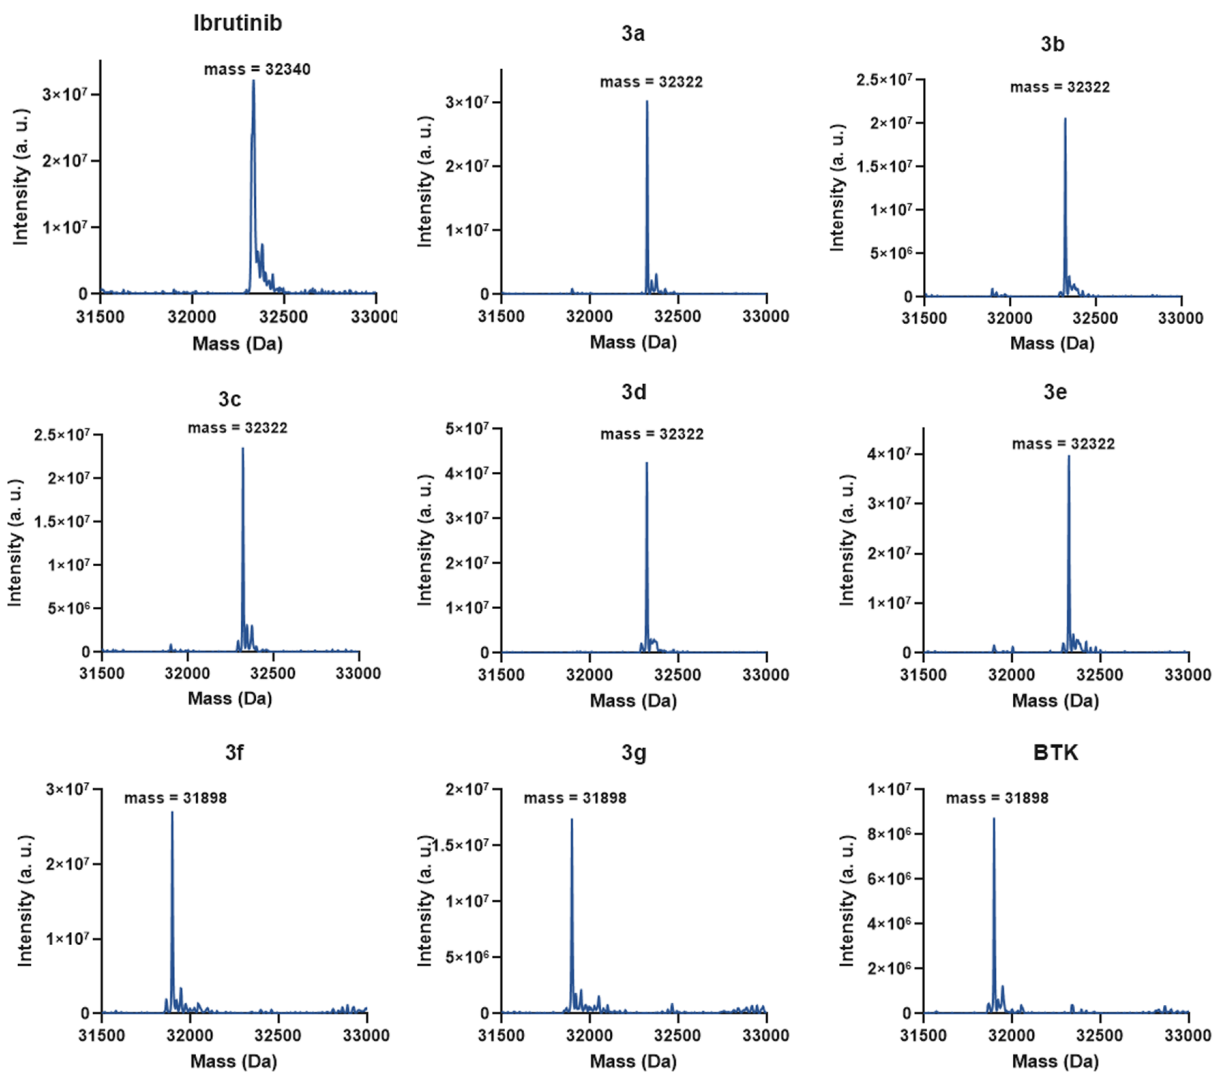 Ibrutinib
mass = 32340
Intensity (a. u.)
3×10⁷
2×10⁷
1×10⁷
0
31500 32000 32500 33000
Mass (Da)
3a
mass = 32322
Intensity (a. u.)
3×10⁷
2×10⁷
1×10⁷
0
31500 32000 32500 33000
Mass (Da)
3b
mass = 32322
Intensity (a. u.)
2.5×10⁷
2×10⁷
1.5×10⁷
1×10⁷
5×10⁶
0
31500 32000 32500 33000
Mass (Da)
3c
mass = 32322
Intensity (a. u.)
2.5×10⁷
2×10⁷
1.5×10⁷
1×10⁷
5×10⁶
0
31500 32000 32500 33000
Mass (Da)
3d
mass = 32322
Intensity (a. u.)
5×10⁷
4×10⁷
3×10⁷
2×10⁷
1×10⁷
0
31500 32000 32500 33000
Mass (Da)
3e
mass = 32322
Intensity (a. u.)
4×10⁷
3×10⁷
2×10⁷
1×10⁷
0
31500 32000 32500 33000
Mass (Da)
3f
mass = 31898
Intensity (a. u.)
3×10⁷
2×10⁷
1×10⁷
0
31500 32000 32500 33000
Mass (Da)
3g
mass = 31898
Intensity (a. u.)
2×10⁷
1.5×10⁷
1×10⁷
5×10⁶
0
31500 32000 32500 33000
Mass (Da)
BTK
mass = 31898
Intensity (a. u.)
1×10⁷
8×10⁶
6×10⁶
4×10⁶
2×10⁶
0
31500 32000 32500 33000
Mass (Da)